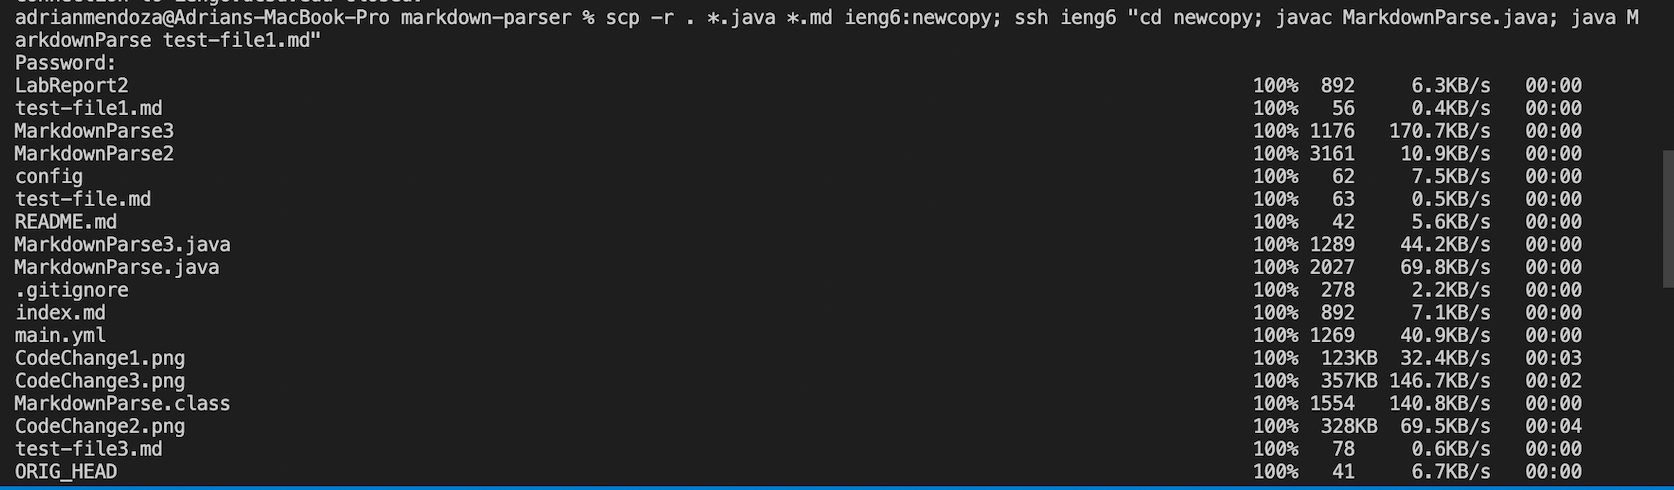 adrianmendoza@Adrians-MacBook-Pro markdown-parser % scp -r . *.java *.md ieng6:newcopy; ssh ieng6 "cd newcopy; javac MarkdownParse.java; java M
arkdownParse test-file1.md"
Password:
LabReport2 100% 892 6.3KB/s 00:00
test-file1.md 100% 56 0.4KB/s 00:00
MarkdownParse3 100% 1176 170.7KB/s 00:00
MarkdownParse2 100% 3161 10.9KB/s 00:00
config 100% 62 7.5KB/s 00:00
test-file.md 100% 63 0.5KB/s 00:00
README.md 100% 42 5.6KB/s 00:00
MarkdownParse3.java 100% 1289 44.2KB/s 00:00
MarkdownParse.java 100% 2027 69.8KB/s 00:00
.gitignore 100% 278 2.2KB/s 00:00
index.md 100% 892 7.1KB/s 00:00
main.yml 100% 1269 40.9KB/s 00:00
CodeChange1.png 100% 123KB 32.4KB/s 00:03
CodeChange3.png 100% 357KB 146.7KB/s 00:02
MarkdownParse.class 100% 1554 140.8KB/s 00:00
CodeChange2.png 100% 328KB 69.5KB/s 00:04
test-file3.md 100% 78 0.6KB/s 00:00
ORIG_HEAD 100% 41 6.7KB/s 00:00